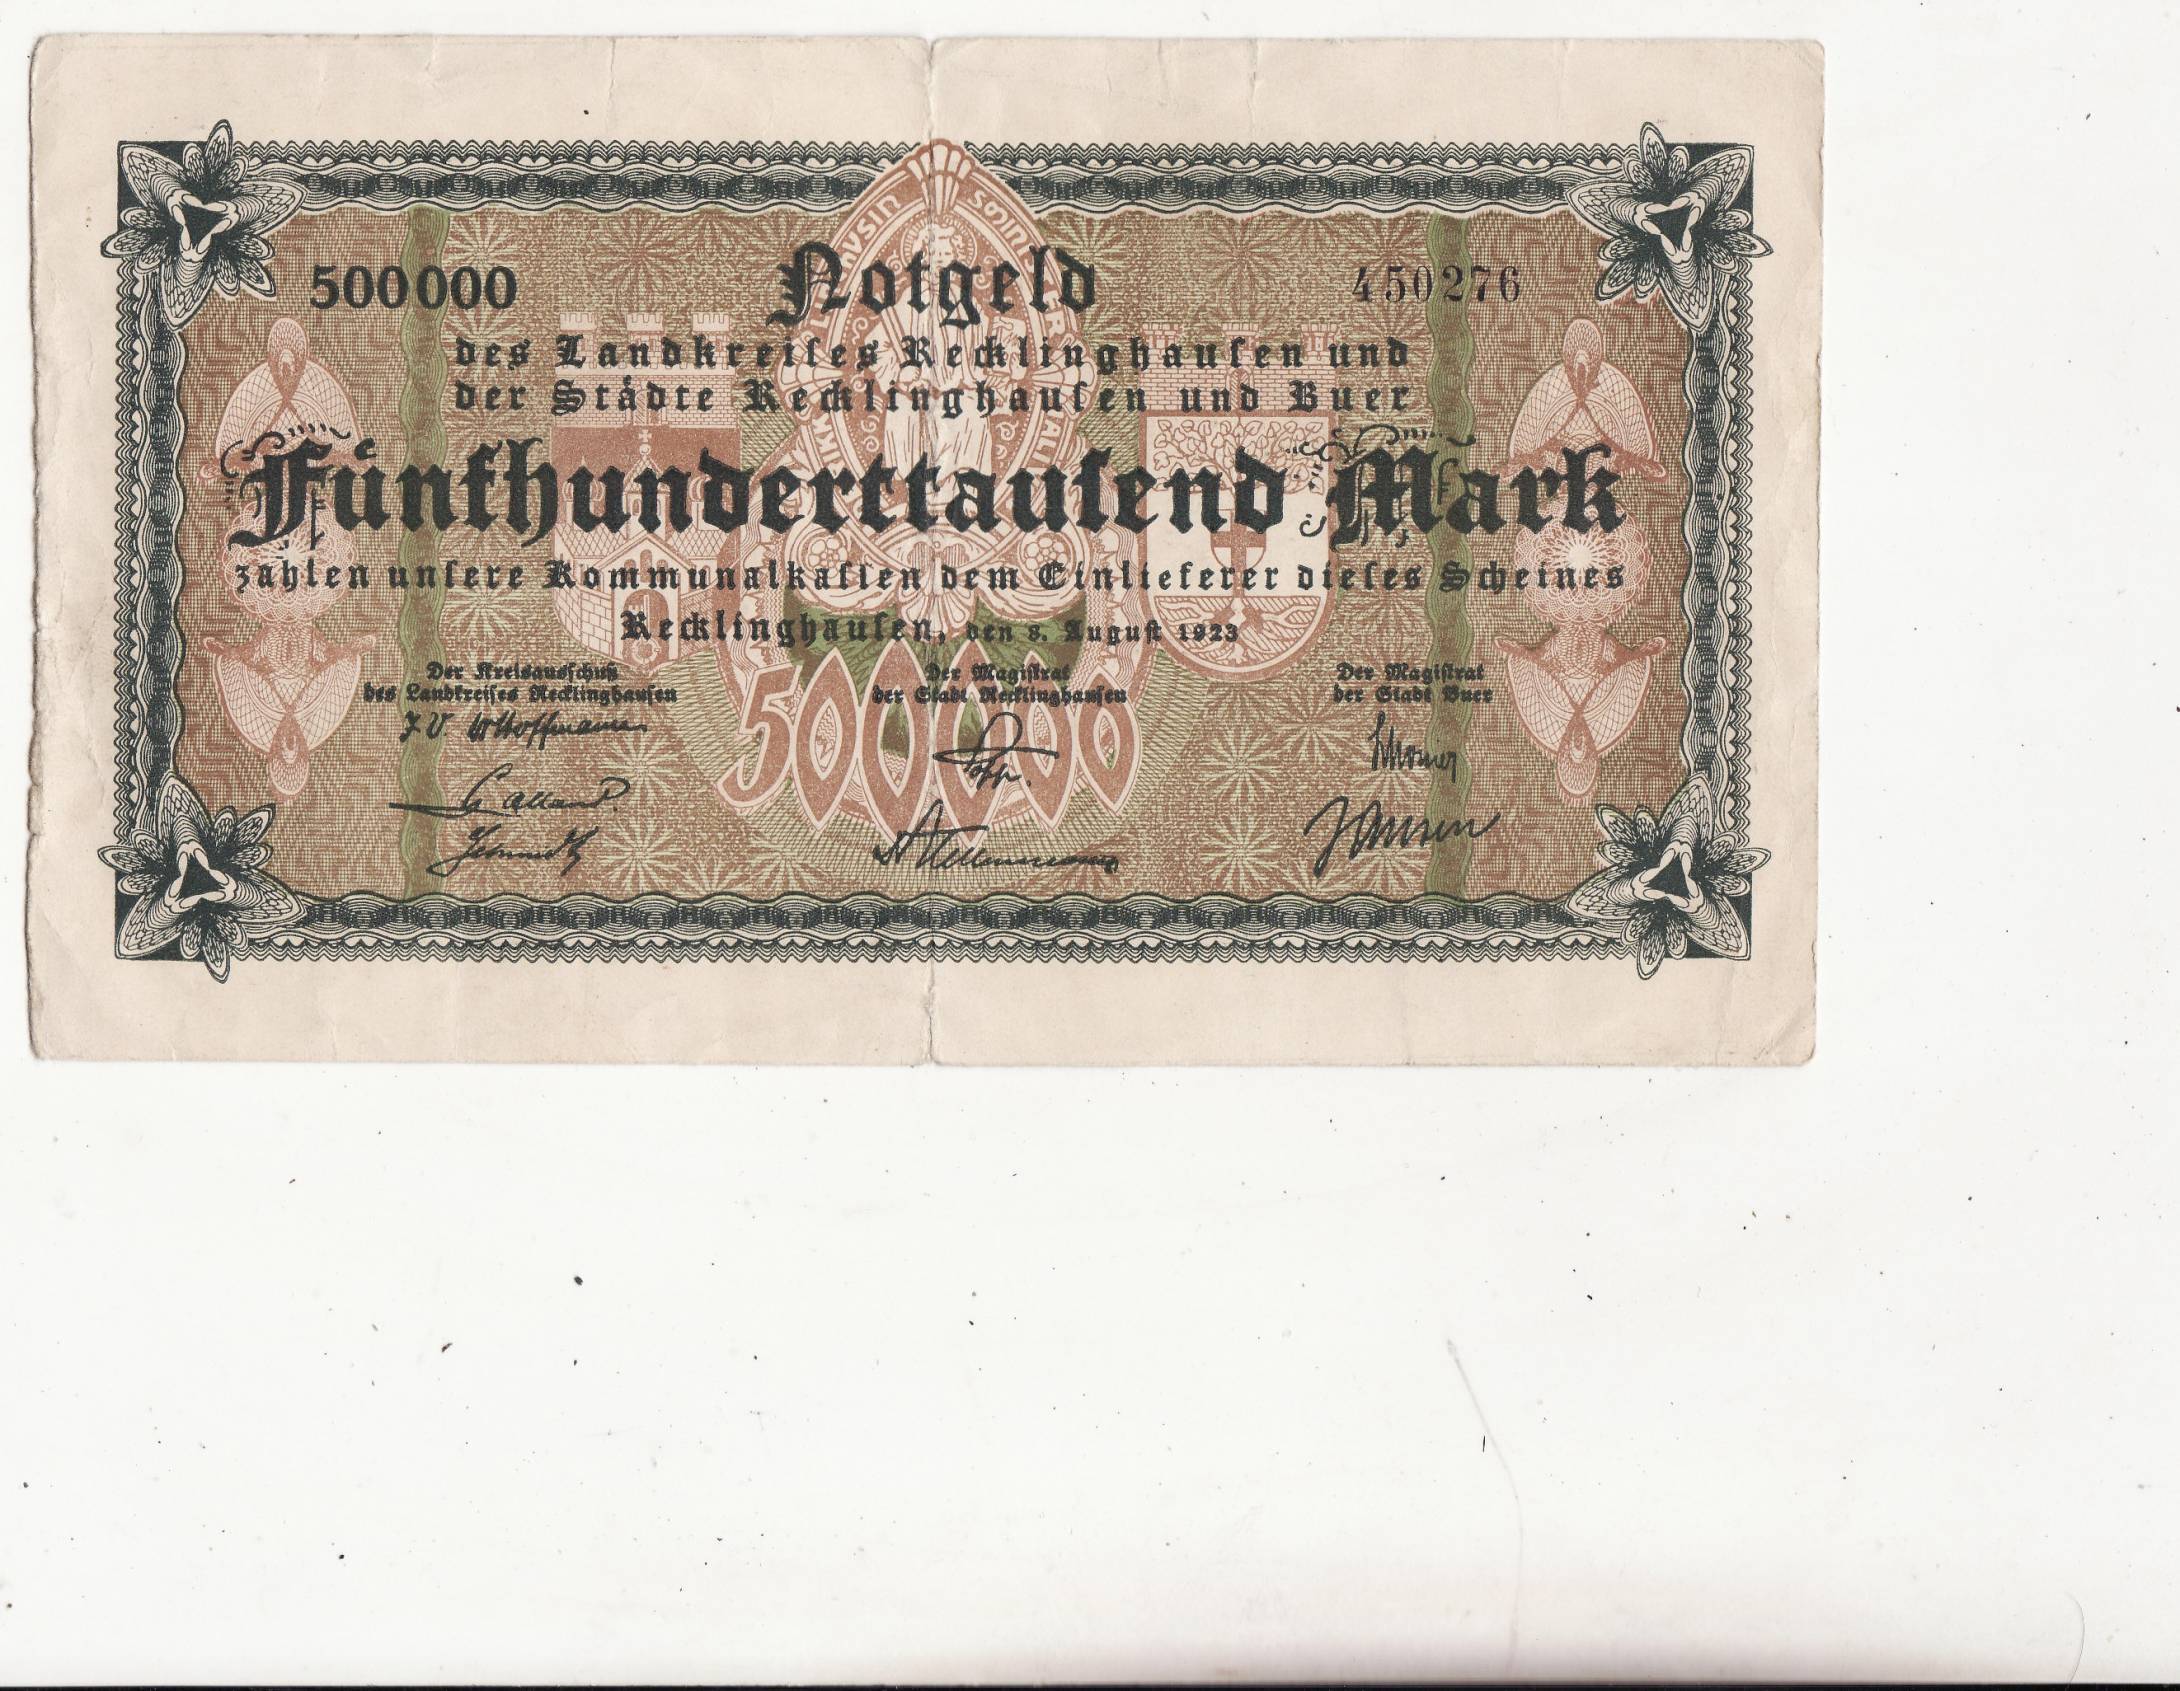 500000 Notgeld 450276
des Landkreiſes Recklinghauſen und
der Städte Recklinghauſen und Buer
Fünfhunderttauſend Mark
zahlen unſere Kommunalkaſſen dem Einlieferer dieſes Scheines
Recklinghauſen, den 8. Auguſt 1923
Der Kreisausſchuß
des Landkreiſes Recklinghauſen
Der Magiſtrat
der Stadt Recklinghauſen
Der Magiſtrat
der Stadt Buer
500000
J.V. Hoffmann
Jansen